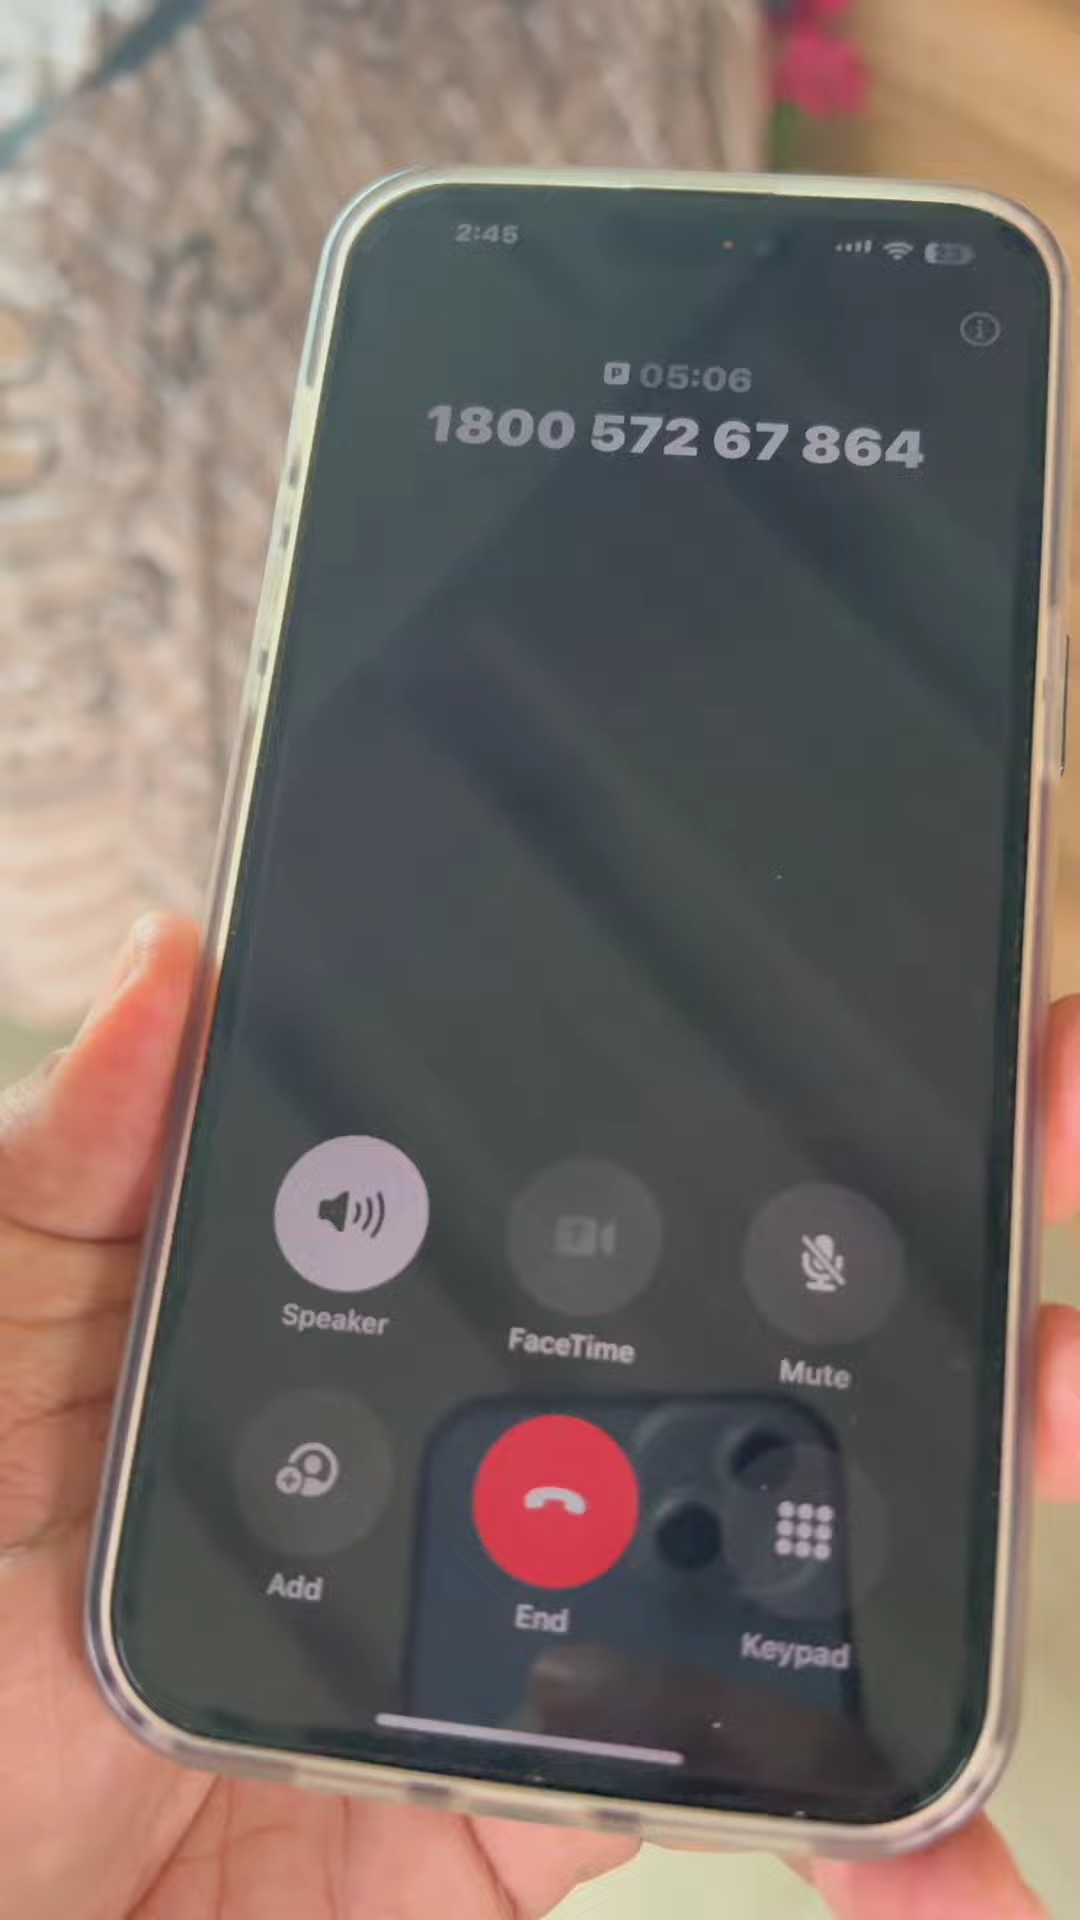 2:45
P 05:06
1800 572 67 864
Speaker
FaceTime
Mute
Add
End
Keypad